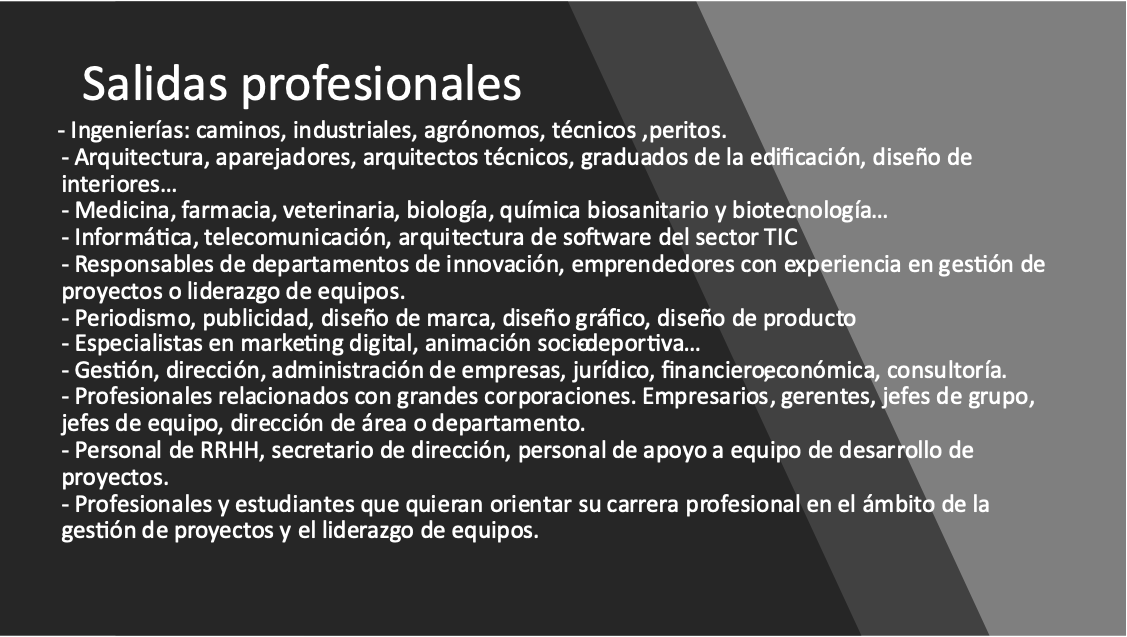 Salidas profesionales
- Ingenierías: caminos, industriales, agrónomos, técnicos ,peritos.
- Arquitectura, aparejadores, arquitectos técnicos, graduados de la edificación, diseño de
interiores...
- Medicina, farmacia, veterinaria, biología, química biosanitario y biotecnología...
- Informática, telecomunicación, arquitectura de software del sector TIC
- Responsables de departamentos de innovación, emprendedores con experiencia en gestión de
proyectos o liderazgo de equipos.
- Periodismo, publicidad, diseño de marca, diseño gráfico, diseño de producto
- Especialistas en marketing digital, animación sociodeportiva...
- Gestión, dirección, administración de empresas, jurídico, financiero,económica, consultoría.
- Profesionales relacionados con grandes corporaciones. Empresarios, gerentes, jefes de grupo,
jefes de equipo, dirección de área o departamento.
- Personal de RRHH, secretario de dirección, personal de apoyo a equipo de desarrollo de
proyectos.
- Profesionales y estudiantes que quieran orientar su carrera profesional en el ámbito de la
gestión de proyectos y el liderazgo de equipos.